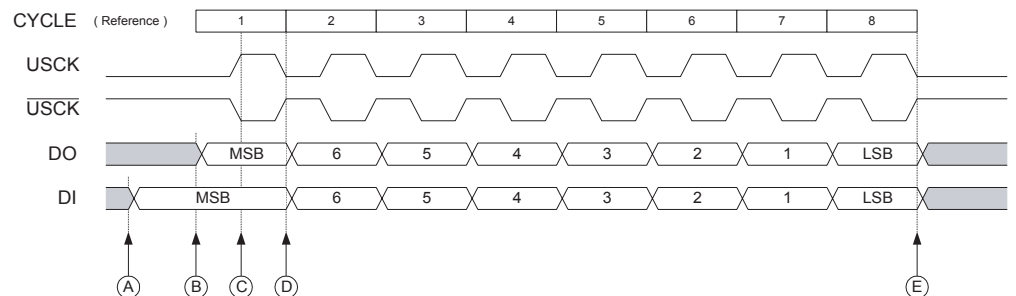 CYCLE ( Reference ) 1 2 3 4 5 6 7 8
USCK
USCK
DO MSB 6 5 4 3 2 1 LSB
DI MSB 6 5 4 3 2 1 LSB
A B C D E